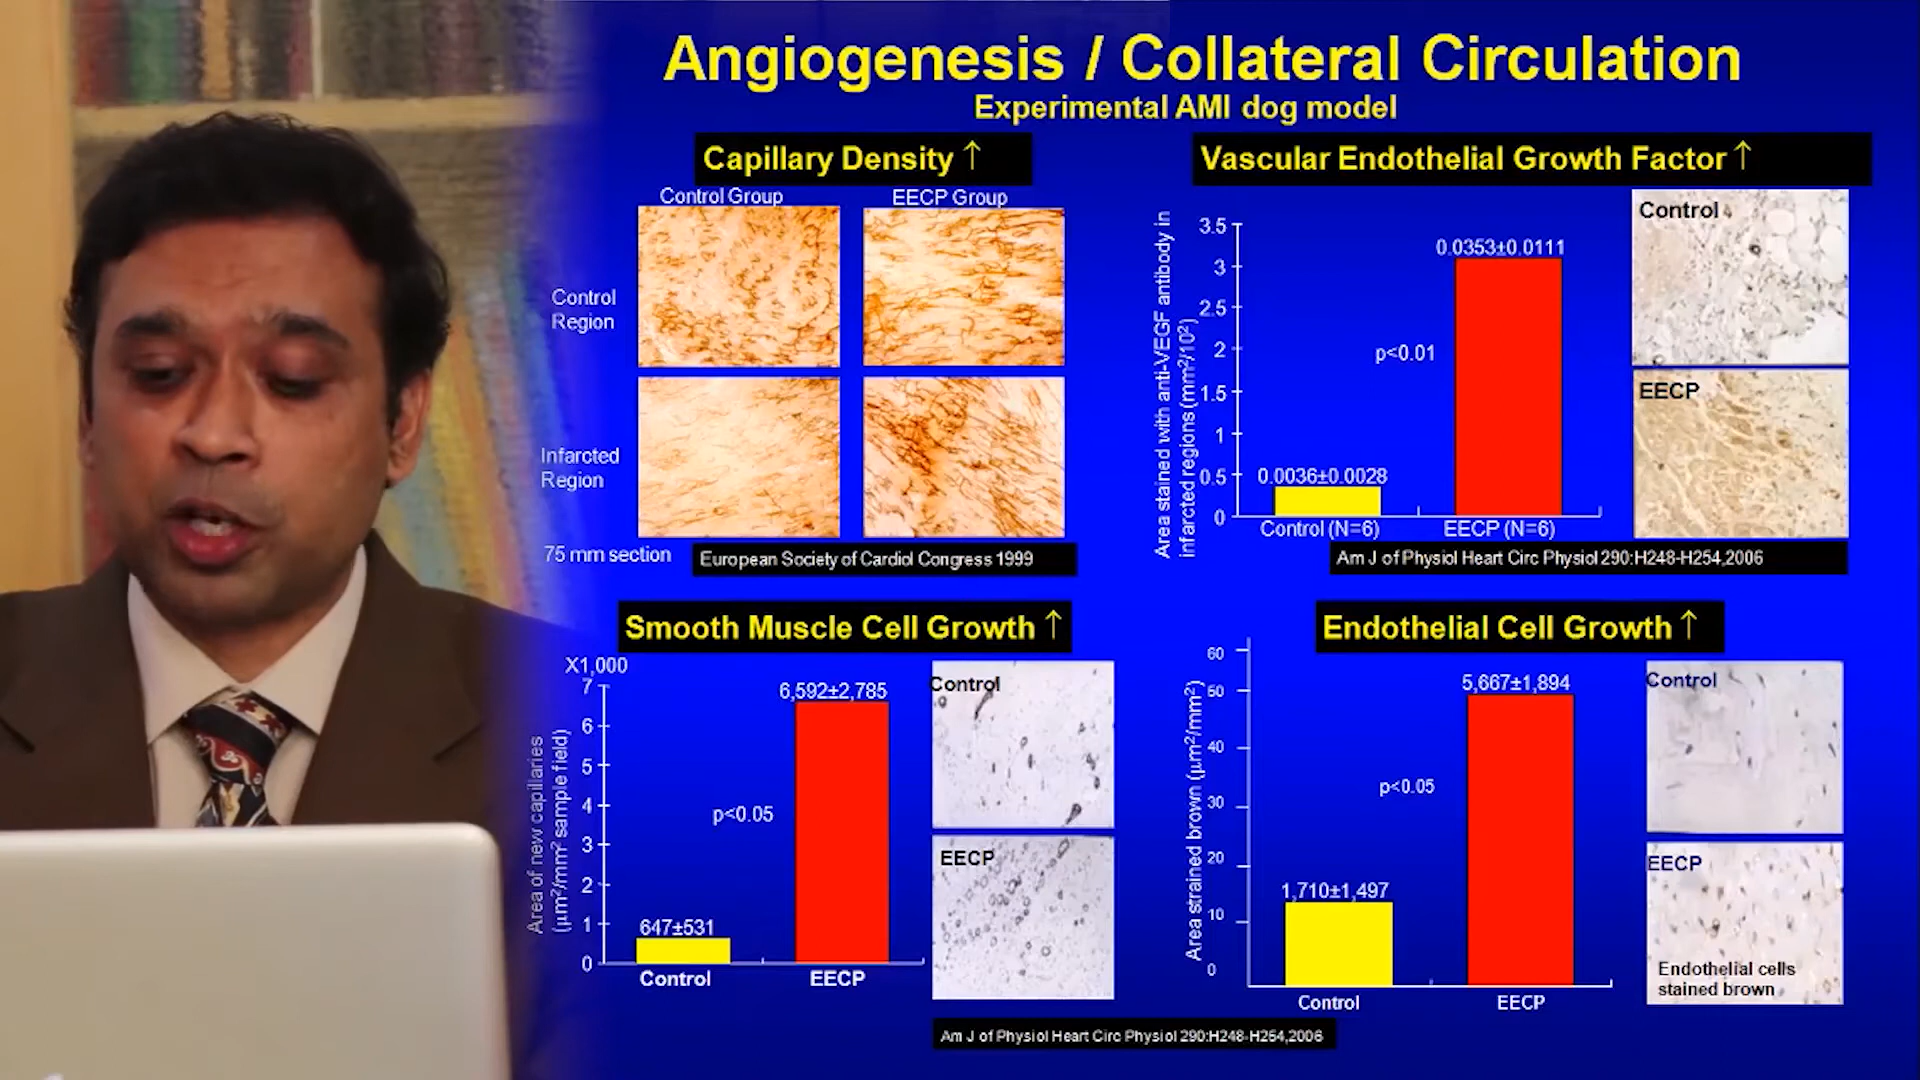 Angiogenesis / Collateral Circulation
Experimental AMI dog model
Capillary Density ↑
Control Group
EECP Group
Control
Region
Infarcted
Region
75 mm section
European Society of Cardiol Congress 1999
Vascular Endothelial Growth Factor ↑
Area stained with anti-VEGF antibody in
infarcted regions (mm²/10²)
3.5
3
2.5
2
1.5
1
0.5
0
0.0036±0.0028
p<0.01
0.0353±0.0111
Control (N=6)
EECP (N=6)
Control
EECP
Am J of Physiol Heart Circ Physiol 290:H248-H254,2006
Smooth Muscle Cell Growth ↑
X1,000
Area of new capillaries
(μm²/mm² sample field)
7
6
5
4
3
2
1
0
647±531
p<0.05
6,592±2,785
Control
EECP
Control
EECP
Endothelial Cell Growth ↑
Area strained brown (μm²/mm²)
60
50
40
30
20
10
0
1,710±1,497
p<0.05
5,667±1,894
Control
EECP
Control
EECP
Endothelial cells
stained brown
Am J of Physiol Heart Circ Physiol 290:H248-H254,2006